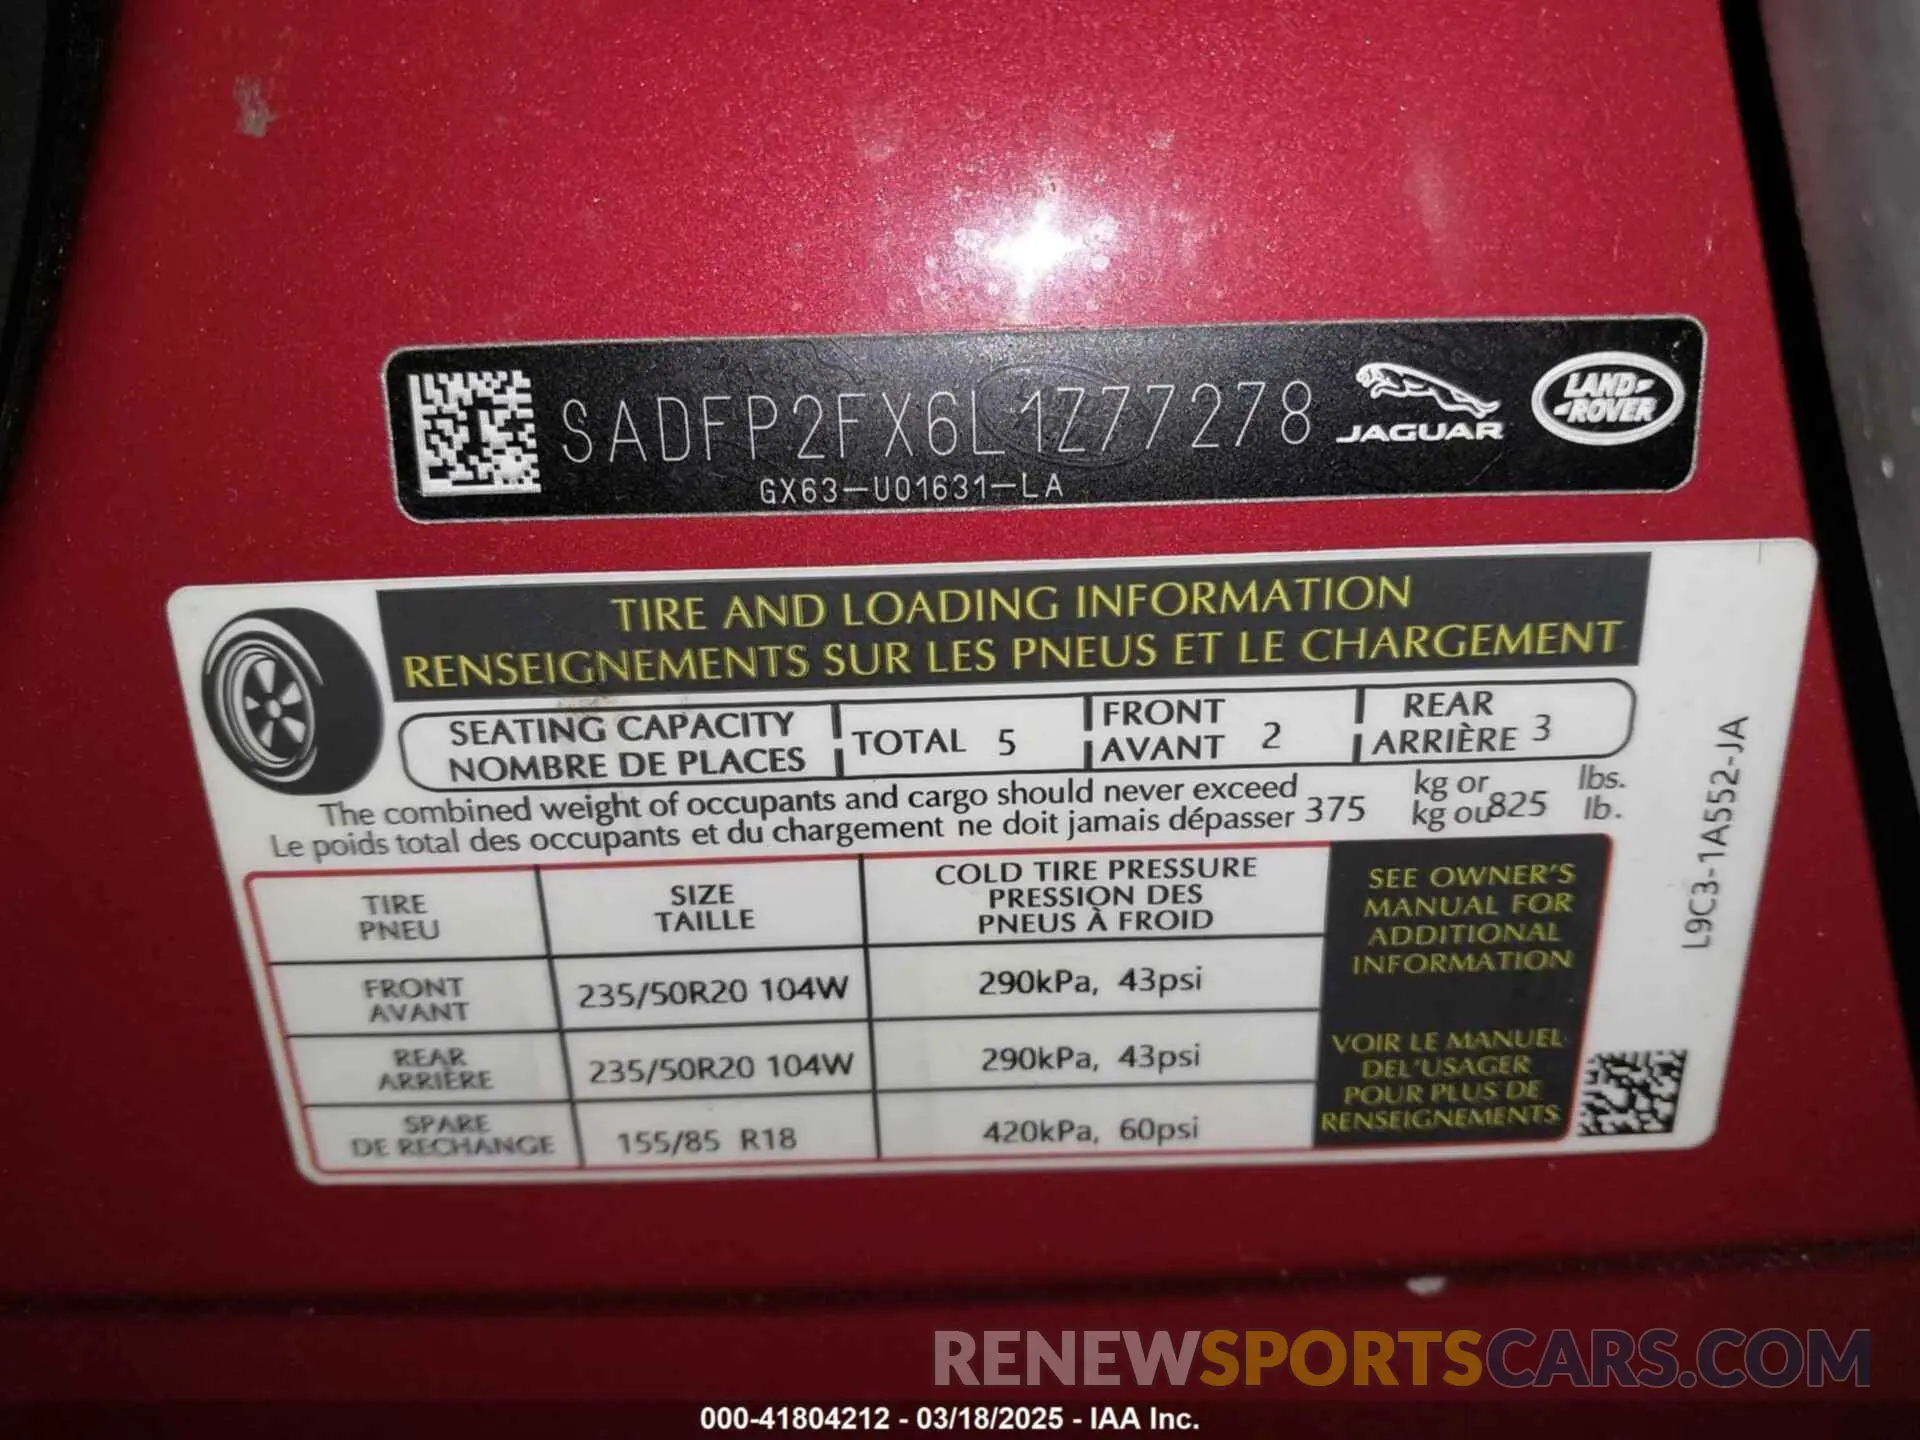 SADFP2FX6L1Z77278
JAGUAR
LAND-
-ROVER
GX63-U01631-LA
TIRE AND LOADING INFORMATION
RENSEIGNEMENTS SUR LES PNEUS ET LE CHARGEMENT
SEATING CAPACITY
NOMBRE DE PLACES
TOTAL 5
FRONT
AVANT 2
REAR
ARRIÈRE 3
The combined weight of occupants and cargo should never exceed
Le poids total des occupants et du chargement ne doit jamais dépasser 375
kg or
kg ou 825
lbs.
lb.
TIRE
PNEU
SIZE
TAILLE
COLD TIRE PRESSURE
PRESSION DES
PNEUS À FROID
FRONT
AVANT
235/50R20 104W
290kPa, 43psi
REAR
ARRIÈRE
235/50R20 104W
290kPa, 43psi
SPARE
DE RECHANGE
155/85 R18
420kPa, 60psi
SEE OWNER'S
MANUAL FOR
ADDITIONAL
INFORMATION
VOIR LE MANUEL
DEL'USAGER
POUR PLUS DE
RENSEIGNEMENTS
L9C3-1A552-JA
RENEWSPORTSCARS.COM
000-41804212 - 03/18/2025 - IAA Inc.